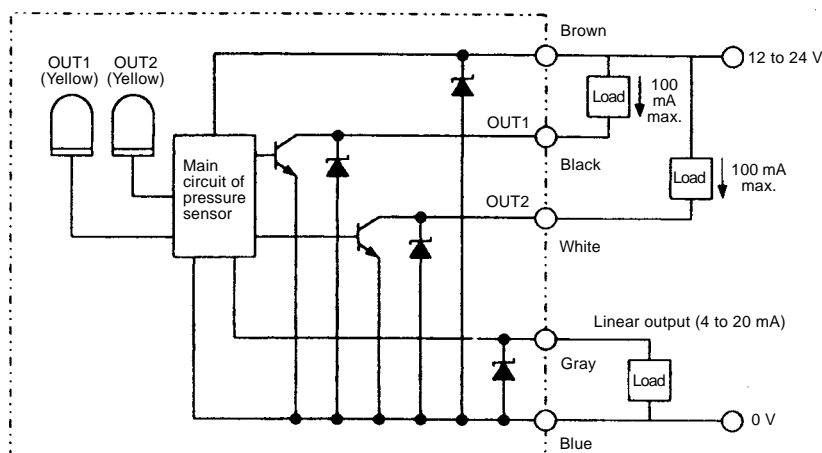 Brown
OUT1
(Yellow)
OUT2
(Yellow)
12 to 24 V
Load
100
mA
max.
OUT1
Black
Main
circuit of
pressure
sensor
Load
100 mA
max.
OUT2
White
Linear output (4 to 20 mA)
Gray
Load
0 V
Blue